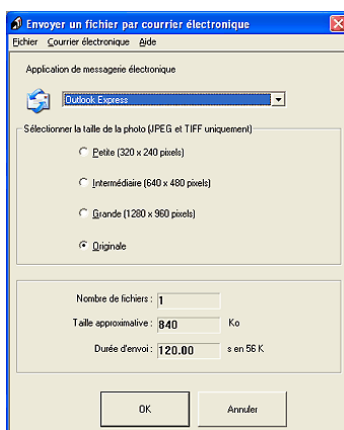 Envoyer un fichier par courrier électronique
Fichier Courrier électronique Aide
Application de messagerie électronique
Outlook Express
Sélectionner la taille de la photo (JPEG et TIFF uniquement)
Petite (320 x 240 pixels)
Intermédiaire (640 x 480 pixels)
Grande (1280 x 960 pixels)
Originale
Nombre de fichiers : 1
Taille approximative : 840 Ko
Durée d'envoi : 120.00 s en 56 K
OK Annuler